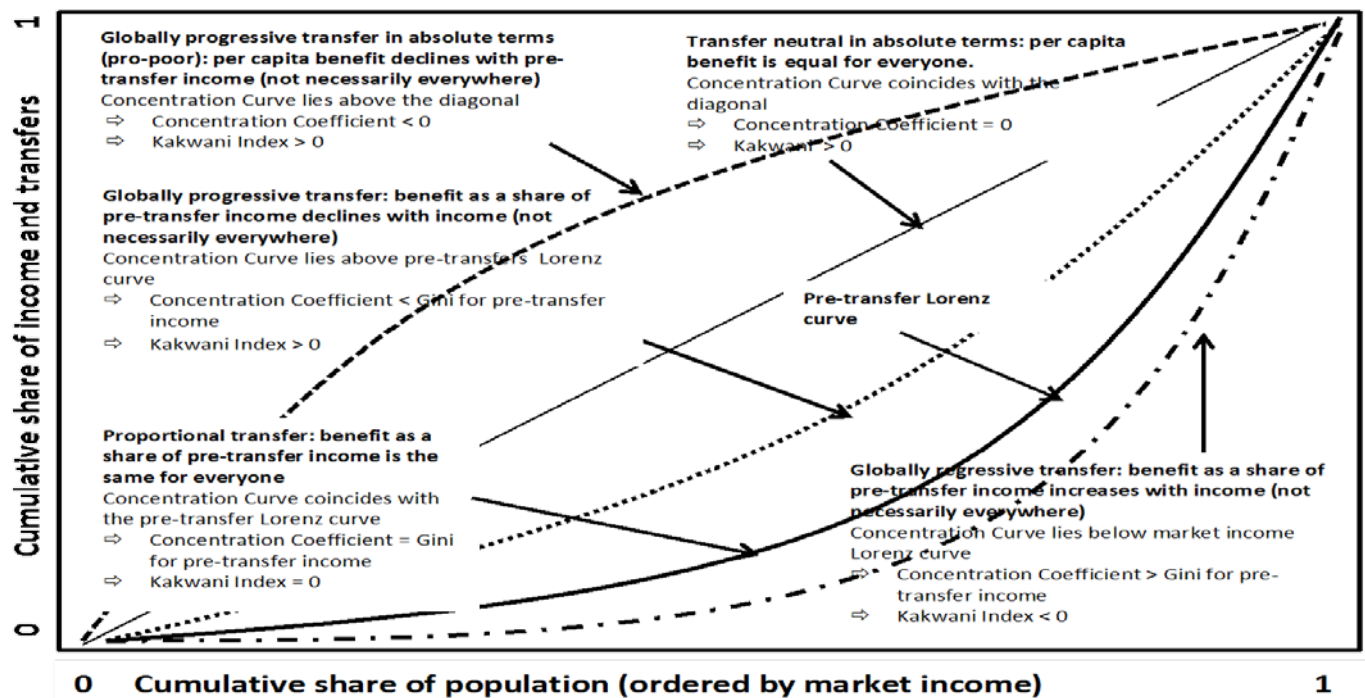 1
Cumulative share of income and transfers
0
Globally progressive transfer in absolute terms
(pro-poor): per capita benefit declines with pre-
transfer income (not necessarily everywhere)
Concentration Curve lies above the diagonal
⇨ Concentration Coefficient < 0
⇨ Kakwani Index > 0
Transfer neutral in absolute terms: per capita
benefit is equal for everyone.
Concentration Curve coincides with the
diagonal
⇨ Concentration Coefficient = 0
⇨ Kakwani > 0
Globally progressive transfer: benefit as a share of
pre-transfer income declines with income (not
necessarily everywhere)
Concentration Curve lies above pre-transfers Lorenz
curve
⇨ Concentration Coefficient < Gini for pre-transfer
income
⇨ Kakwani Index > 0
Pre-transfer Lorenz
curve
Proportional transfer: benefit as a
share of pre-transfer income is the
same for everyone
Concentration Curve coincides with
the pre-transfer Lorenz curve
⇨ Concentration Coefficient = Gini
for pre-transfer income
⇨ Kakwani Index = 0
Globally regressive transfer: benefit as a share of
pre-transfer income increases with income (not
necessarily everywhere)
Concentration Curve lies below market income
Lorenz curve
⇨ Concentration Coefficient > Gini for pre-
transfer income
⇨ Kakwani Index < 0
0 Cumulative share of population (ordered by market income) 1